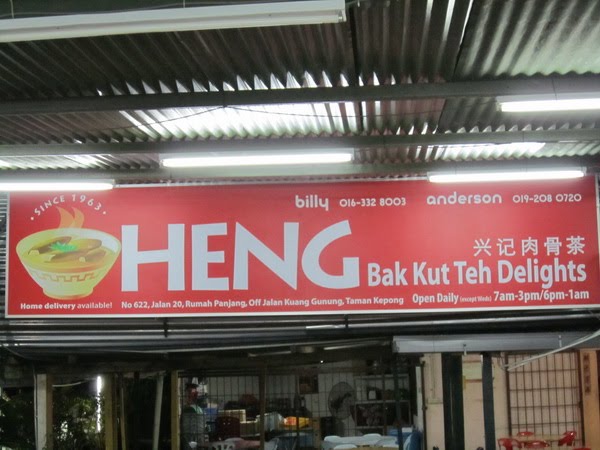 · SINCE 1963 ·
billy 016-332 8003 anderson 019-208 0720
HENG
兴记肉骨茶
Bak Kut Teh Delights
Home delivery available!
No 622, Jalan 20, Rumah Panjang, Off Jalan Kuang Gunung, Taman Kepong
Open Daily (except Weds) 7am-3pm/6pm-1am